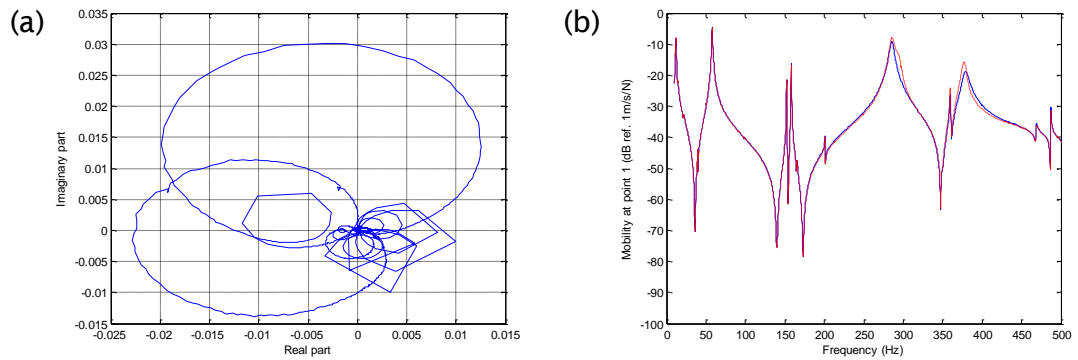 (a)
Imaginary part
0.035
0.03
0.025
0.02
0.015
0.01
0.005
0
-0.005
-0.01
-0.015
-0.025 -0.02 -0.015 -0.01 -0.005 0 0.005 0.01 0.015
Real part
(b)
Mobility at point 1 (dB ref. 1m/s/N)
0
-10
-20
-30
-40
-50
-60
-70
-80
-90
-100
0 50 100 150 200 250 300 350 400 450 500
Frequency (Hz)